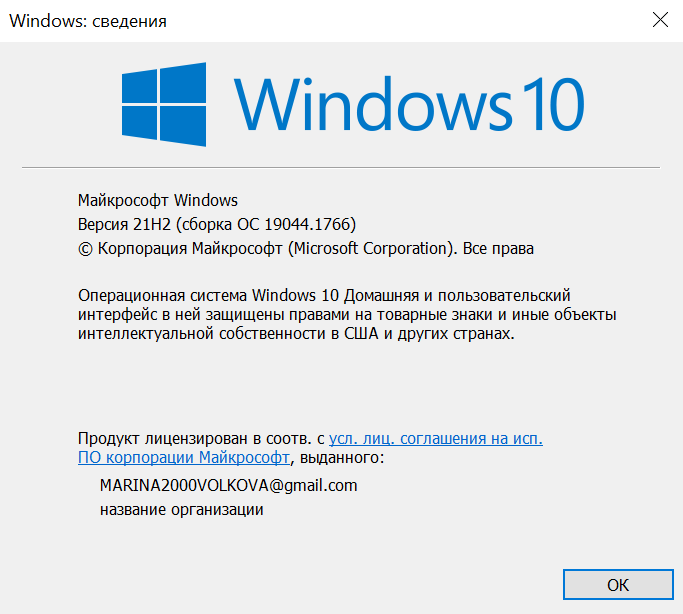 Windows: сведения
Windows 10
Майкрософт Windows
Версия 21H2 (сборка ОС 19044.1766)
© Корпорация Майкрософт (Microsoft Corporation). Все права
Операционная система Windows 10 Домашняя и пользовательский
интерфейс в ней защищены правами на товарные знаки и иные объекты
интеллектуальной собственности в США и других странах.
Продукт лицензирован в соотв. с усл. лиц. соглашения на исп.
ПО корпорации Майкрософт, выданного:
MARINA2000VOLKOVA@gmail.com
название организации
ОК